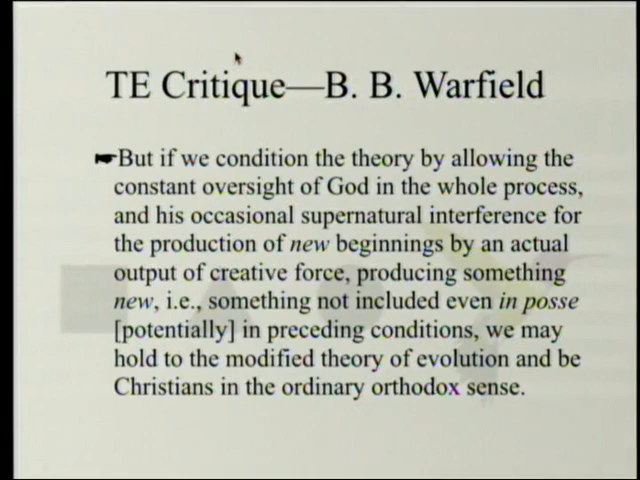 TE Critique—B. B. Warfield
But if we condition the theory by allowing the
constant oversight of God in the whole process,
and his occasional supernatural interference for
the production of new beginnings by an actual
output of creative force, producing something
new, i.e., something not included even in posse
[potentially] in preceding conditions, we may
hold to the modified theory of evolution and be
Christians in the ordinary orthodox sense.